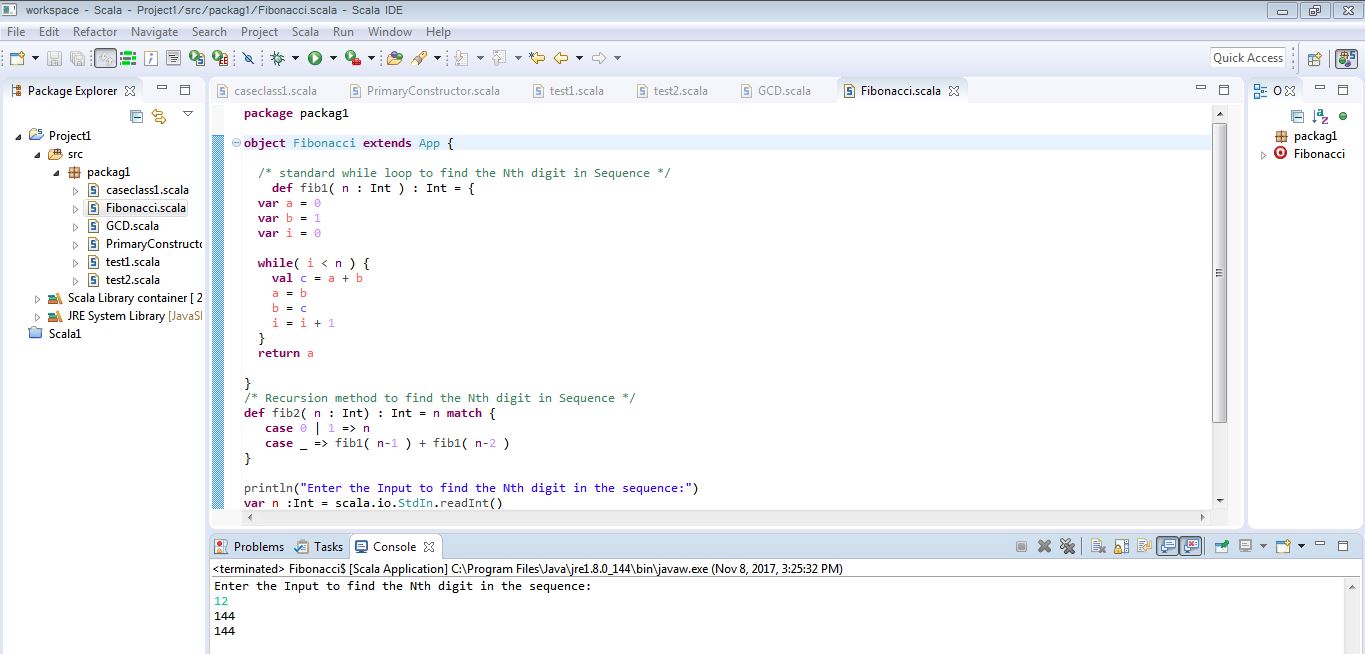 workspace - Scala - Project1/src/packag1/Fibonacci.scala - Scala IDE
File Edit Refactor Navigate Search Project Scala Run Window Help
Quick Access
Package Explorer
Project1
src
packag1
caseclass1.scala
Fibonacci.scala
GCD.scala
PrimaryConstructo
test1.scala
test2.scala
Scala Library container [ 2
JRE System Library [JavaSI
Scala1
caseclass1.scala PrimaryConstructor.scala test1.scala test2.scala GCD.scala Fibonacci.scala
package packag1
object Fibonacci extends App {
/* standard while loop to find the Nth digit in Sequence */
def fib1( n : Int ) : Int = {
var a = 0
var b = 1
var i = 0
while( i < n ) {
val c = a + b
a = b
b = c
i = i + 1
}
return a
}
/* Recursion method to find the Nth digit in Sequence */
def fib2( n : Int) : Int = n match {
case 0 | 1 => n
case _ => fib1( n-1 ) + fib1( n-2 )
}
println("Enter the Input to find the Nth digit in the sequence:")
var n :Int = scala.io.StdIn.readInt()
O
packag1
Fibonacci
Problems Tasks Console
<terminated> Fibonacci$ [Scala Application] C:\Program Files\Java\jre1.8.0_144\bin\javaw.exe (Nov 8, 2017, 3:25:32 PM)
Enter the Input to find the Nth digit in the sequence:
12
144
144